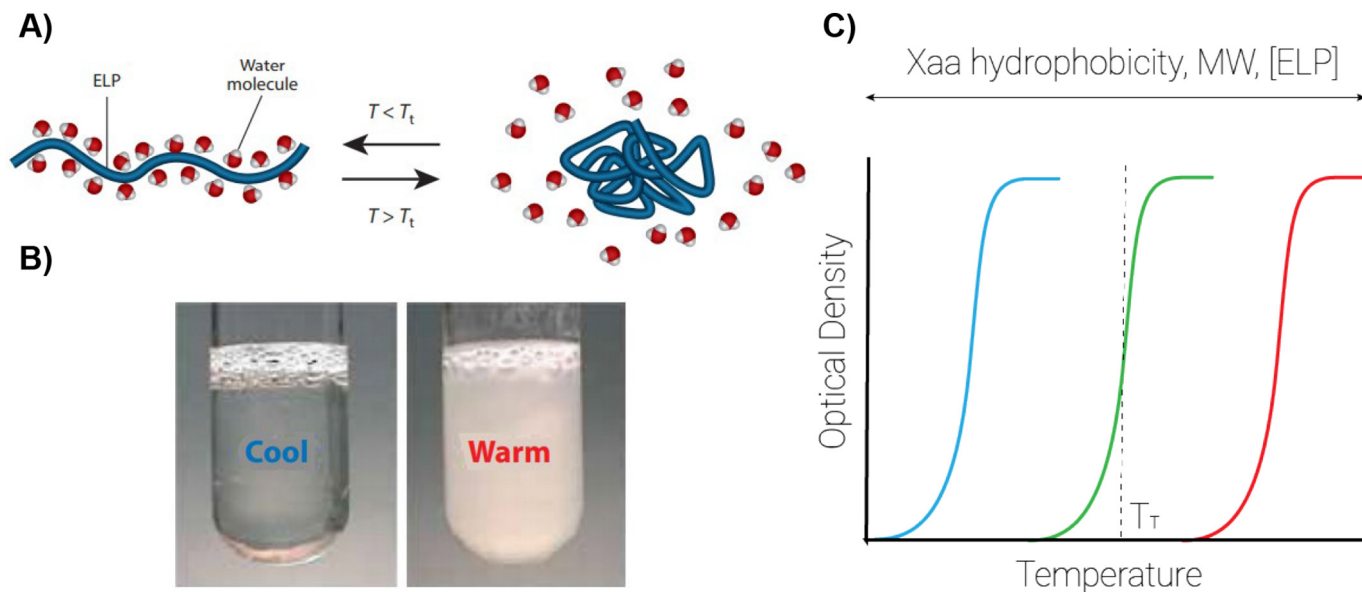 A)
ELP
Water
molecule
T < Tt
T > Tt
B)
Cool
Warm
C)
Xaa hydrophobicity, MW, [ELP]
Optical Density
TT
Temperature